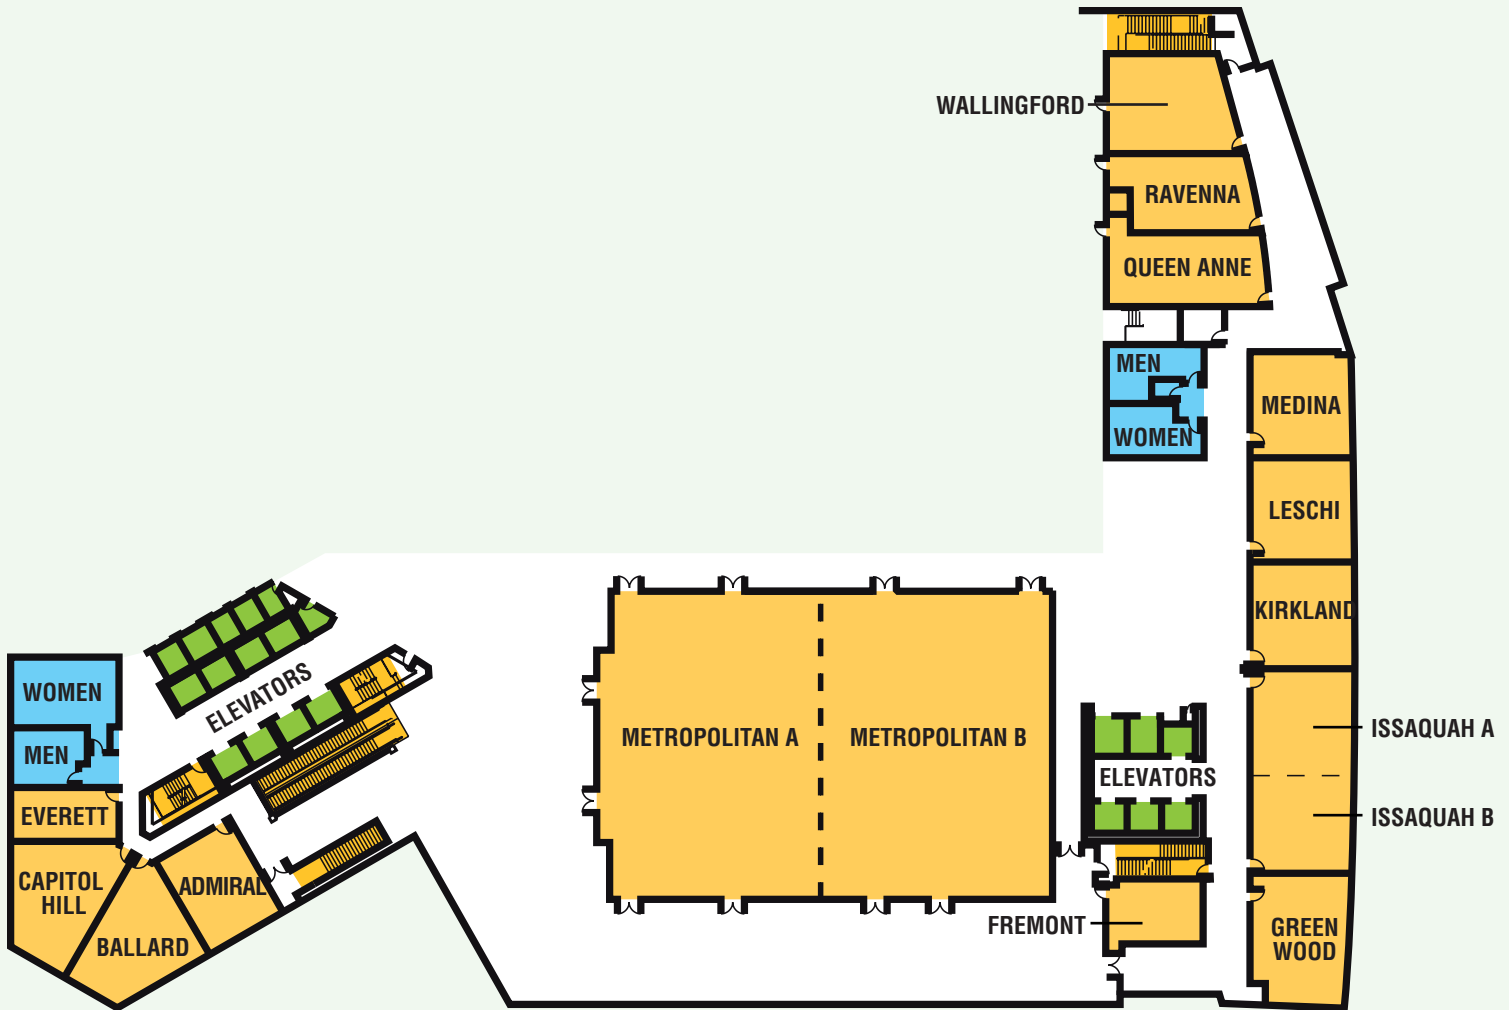 WALLINGFORD
RAVENNA
QUEEN ANNE
MEN
WOMEN
MEDINA
LESCHI
KIRKLAND
ISSAQUAH A
ISSAQUAH B
GREEN
WOOD
ELEVATORS
FREMONT
METROPOLITAN A
METROPOLITAN B
ELEVATORS
WOMEN
MEN
EVERETT
CAPITOL
HILL
ADMIRAL
BALLARD